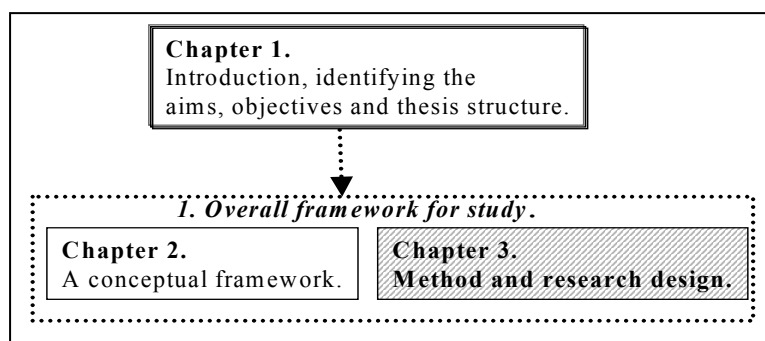 Chapter 1.
Introduction, identifying the
aims, objectives and thesis structure.
1. Overall framework for study.
Chapter 2.
A conceptual framework.
Chapter 3.
Method and research design.